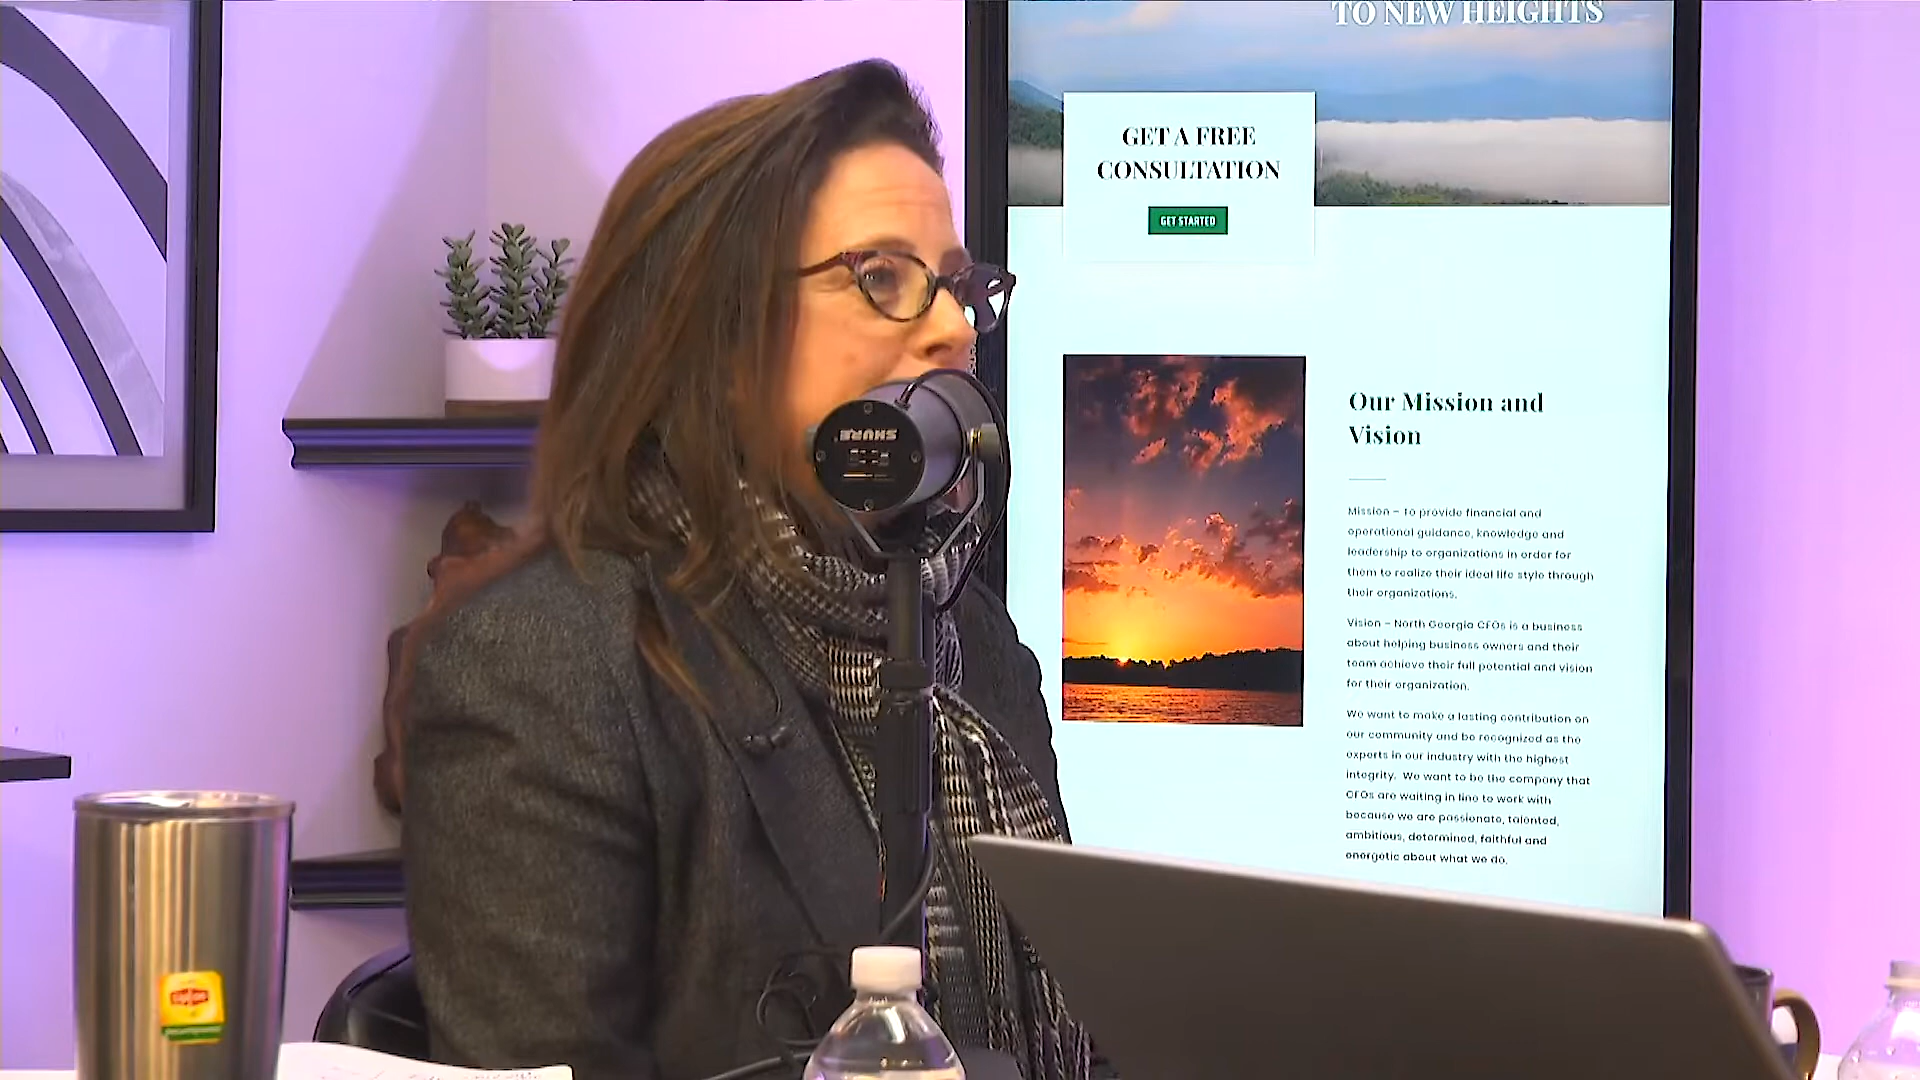 TO NEW HEIGHTS
GET A FREE
CONSULTATION
GET STARTED
Our Mission and
Vision
Mission – to provide financial and
operational guidance, knowledge and
leadership to organizations in order for
them to realize their ideal life style through
their organizations.
Vision – North Georgia CFOs is a business
about helping business owners and their
team achieve their full potential and vision
for their organization.
We want to make a lasting contribution on
our community and be recognized as the
experts in our industry with the highest
integrity. We want to be the company that
CFOs are waiting in line to work with
because we are passionate, talented,
ambitious, determined, faithful and
energetic about what we do.
SHURE
Lipton